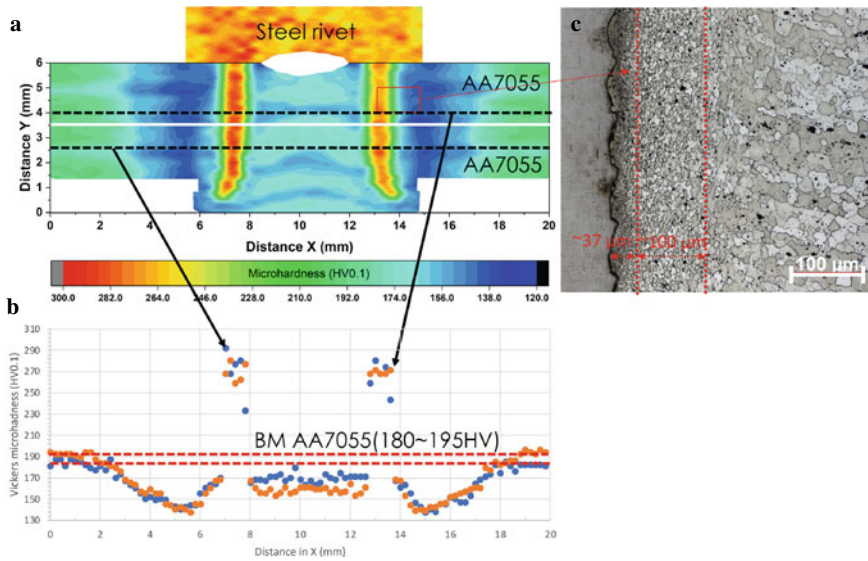 a
Steel rivet
6
5
4
3
2
1
0
Distance Y (mm)
AA7055
AA7055
0 2 4 6 8 10 12 14 16 18 20
Distance X (mm)
Microhardness (HV0.1)
300.0 282.0 264.0 246.0 228.0 210.0 192.0 174.0 156.0 138.0 120.0
b
310
290
270
250
230
210
190
170
150
130
Vickers microhadness (HV0.1)
BM AA7055(180~195HV)
0 2 4 6 8 10 12 14 16 18 20
Distance in X (mm)
c
~37 μm
~100 μm
100 μm